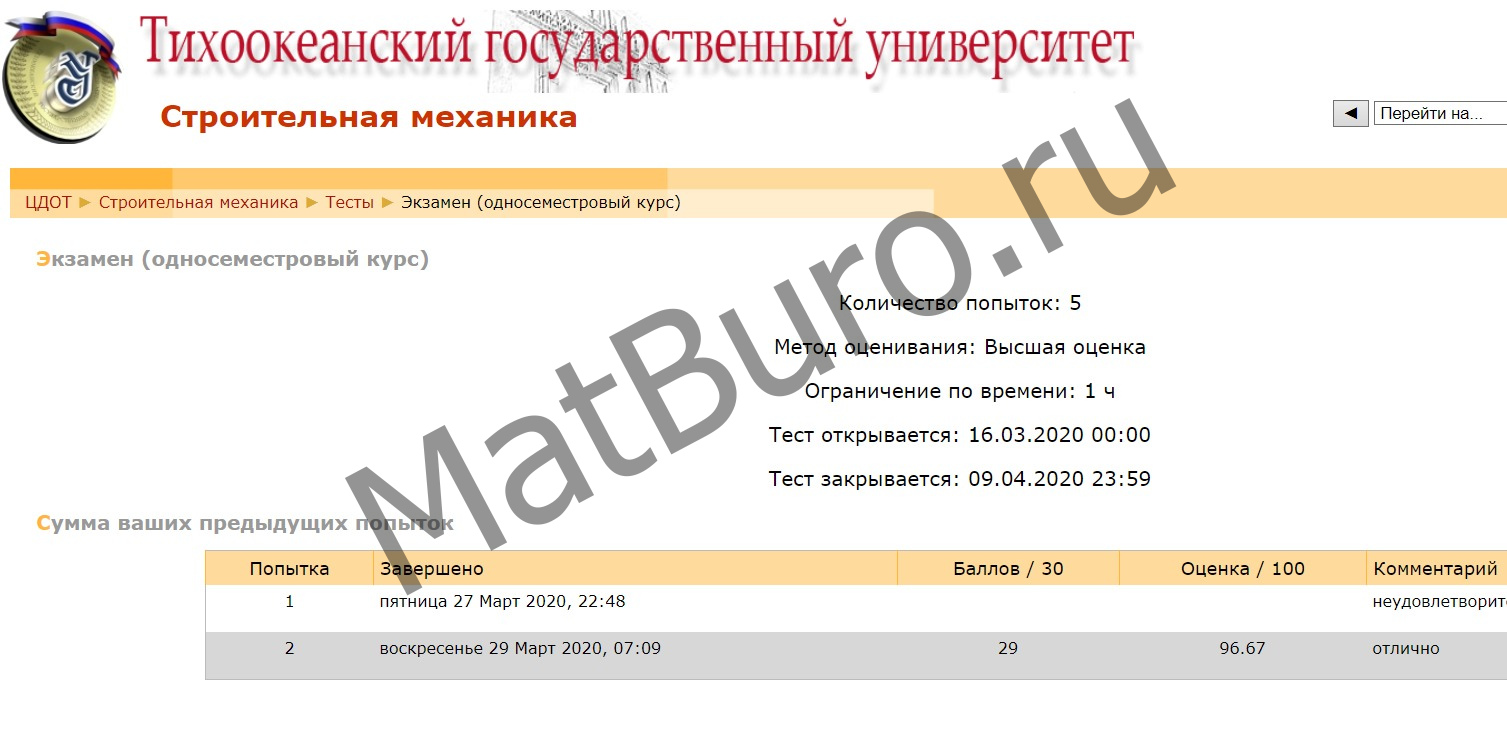 Тихоокеанский государственный университет
Строительная механика
◄ Перейти на...
ЦДОТ ► Строительная механика ► Тесты ► Экзамен (односеместровый курс)
Экзамен (односеместровый курс)
Количество попыток: 5
Метод оценивания: Высшая оценка
Ограничение по времени: 1 ч
Тест открывается: 16.03.2020 00:00
Тест закрывается: 09.04.2020 23:59
MatBuro.ru
Сумма ваших предыдущих попыток
Попытка Завершено Баллов / 30 Оценка / 100 Комментарий
1 пятница 27 Март 2020, 22:48 неудовлетворит
2 воскресенье 29 Март 2020, 07:09 29 96.67 отлично